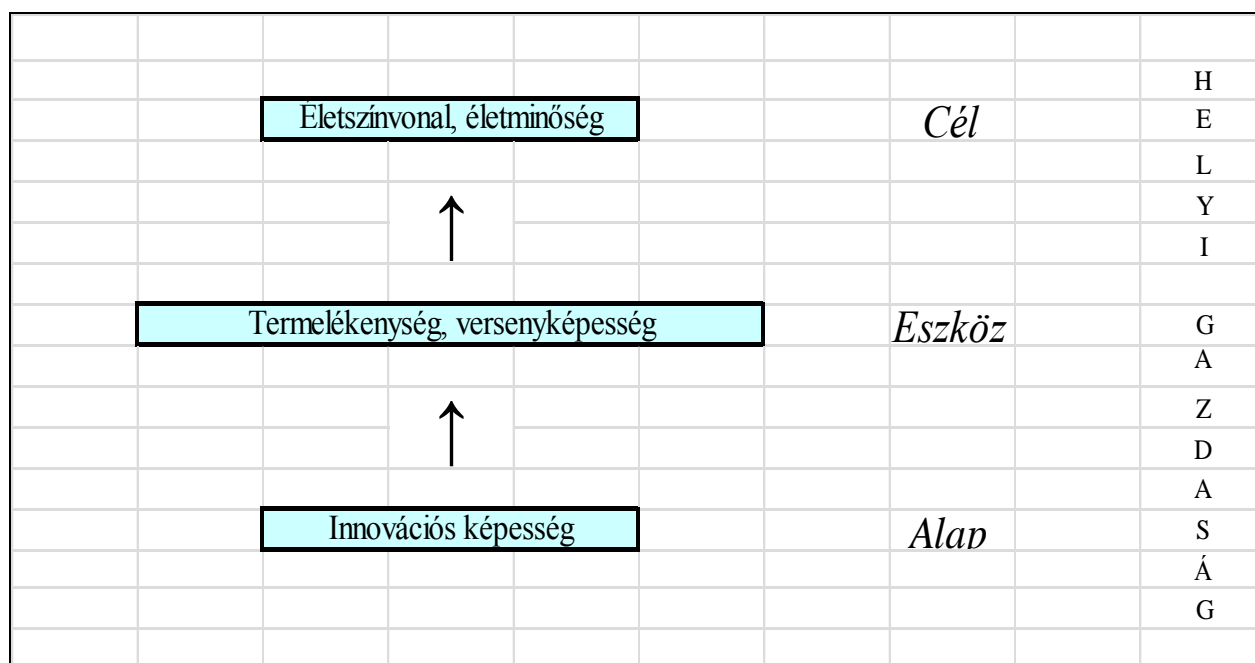 Életszínvonal, életminőség
Cél
↑
Termelékenység, versenyképesség
Eszköz
↑
Innovációs képesség
Alap
H
E
L
Y
I
G
A
Z
D
A
S
Á
G